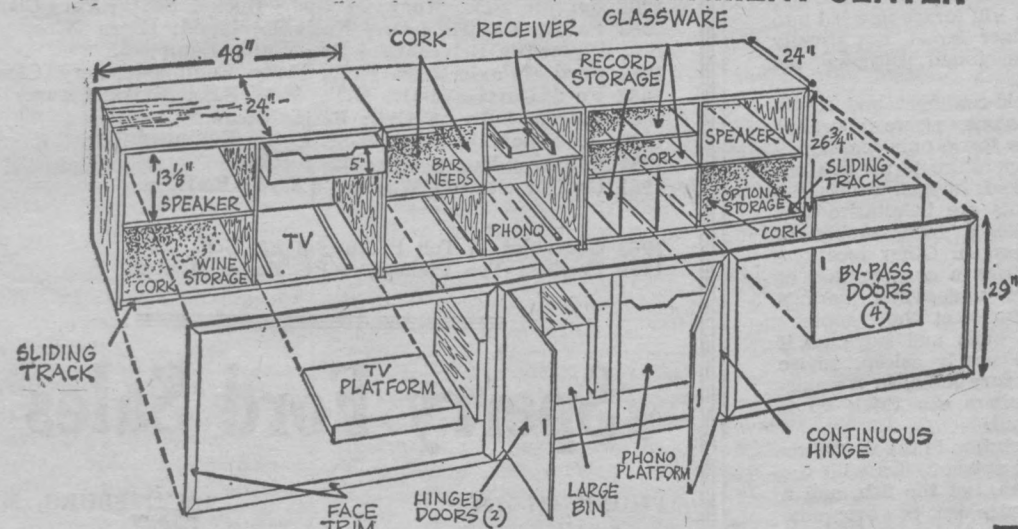 CENTER
48"
24"
CORK
RECEIVER
GLASSWARE
RECORD
STORAGE
24"
13⅛"
SPEAKER
5"
BAR
NEEDS
CORK
SPEAKER
26¾"
SLIDING
TRACK
TV
PHONO
OPTIONAL
STORAGE
CORK
WINE
STORAGE
CORK
BY-PASS
DOORS
(4)
29"
SLIDING
TRACK
TV
PLATFORM
FACE
TRIM
HINGED
DOORS (2)
LARGE
BIN
PHONO
PLATFORM
CONTINUOUS
HINGE